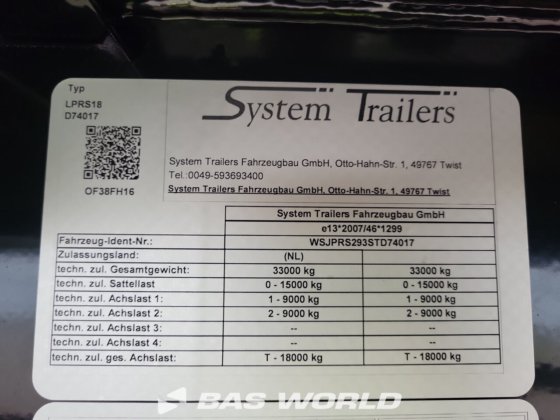 Typ
LPRS18
D74017
OF38FH16
System Trailers
System Trailers Fahrzeugbau GmbH, Otto-Hahn-Str. 1, 49767 Twist
Tel.:0049-593693400
System Trailers Fahrzeugbau GmbH, Otto-Hahn-Str. 1, 49767 Twist
System Trailers Fahrzeugbau GmbH
e13*2007/46*1299
Fahrzeug-Ident-Nr.: WSJPRS293STD74017
Zulassungsland: (NL)
techn. zul. Gesamtgewicht: 33000 kg 33000 kg
techn. zul. Sattellast 0 - 15000 kg 0 - 15000 kg
techn. zul. Achslast 1: 1 - 9000 kg 1 - 9000 kg
techn. zul. Achslast 2: 2 - 9000 kg 2 - 9000 kg
techn. zul. Achslast 3: -- --
techn. zul. Achslast 4: -- --
techn. zul. ges. Achslast: T - 18000 kg T - 18000 kg
BAS WORLD